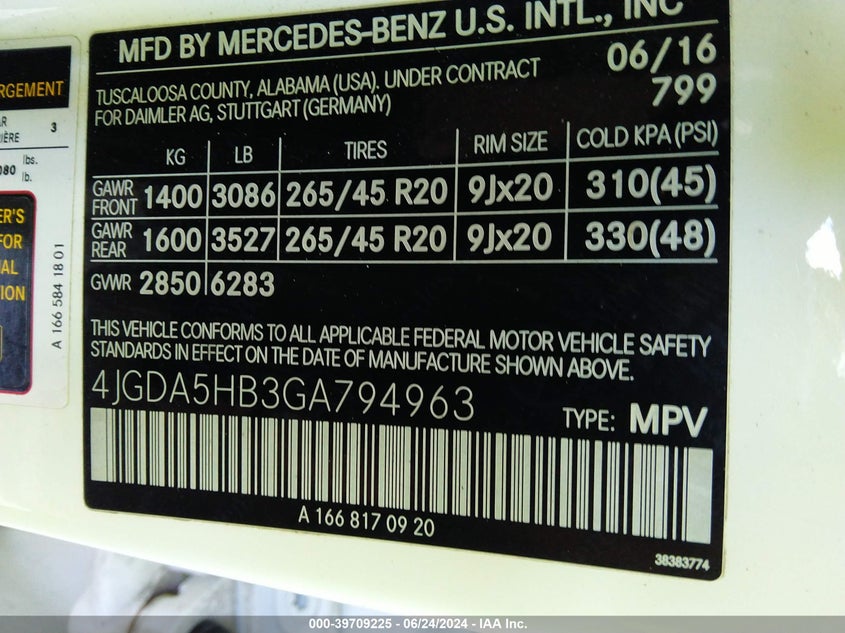 MFD BY MERCEDES-BENZ U.S. INTL., INC
TUSCALOOSA COUNTY, ALABAMA (USA). UNDER CONTRACT
FOR DAIMLER AG, STUTTGART (GERMANY)
06/16
799
KG LB TIRES RIM SIZE COLD KPA (PSI)
GAWR FRONT 1400 3086 265/45 R20 9Jx20 310(45)
GAWR REAR 1600 3527 265/45 R20 9Jx20 330(48)
GVWR 2850 6283
THIS VEHICLE CONFORMS TO ALL APPLICABLE FEDERAL MOTOR VEHICLE SAFETY
STANDARDS IN EFFECT ON THE DATE OF MANUFACTURE SHOWN ABOVE.
4JGDA5HB3GA794963
TYPE: MPV
A 166 817 09 20
38383774
3
lbs.
lb.
A 166 584 18 01
000-39709225 - 06/24/2024 - IAA Inc.